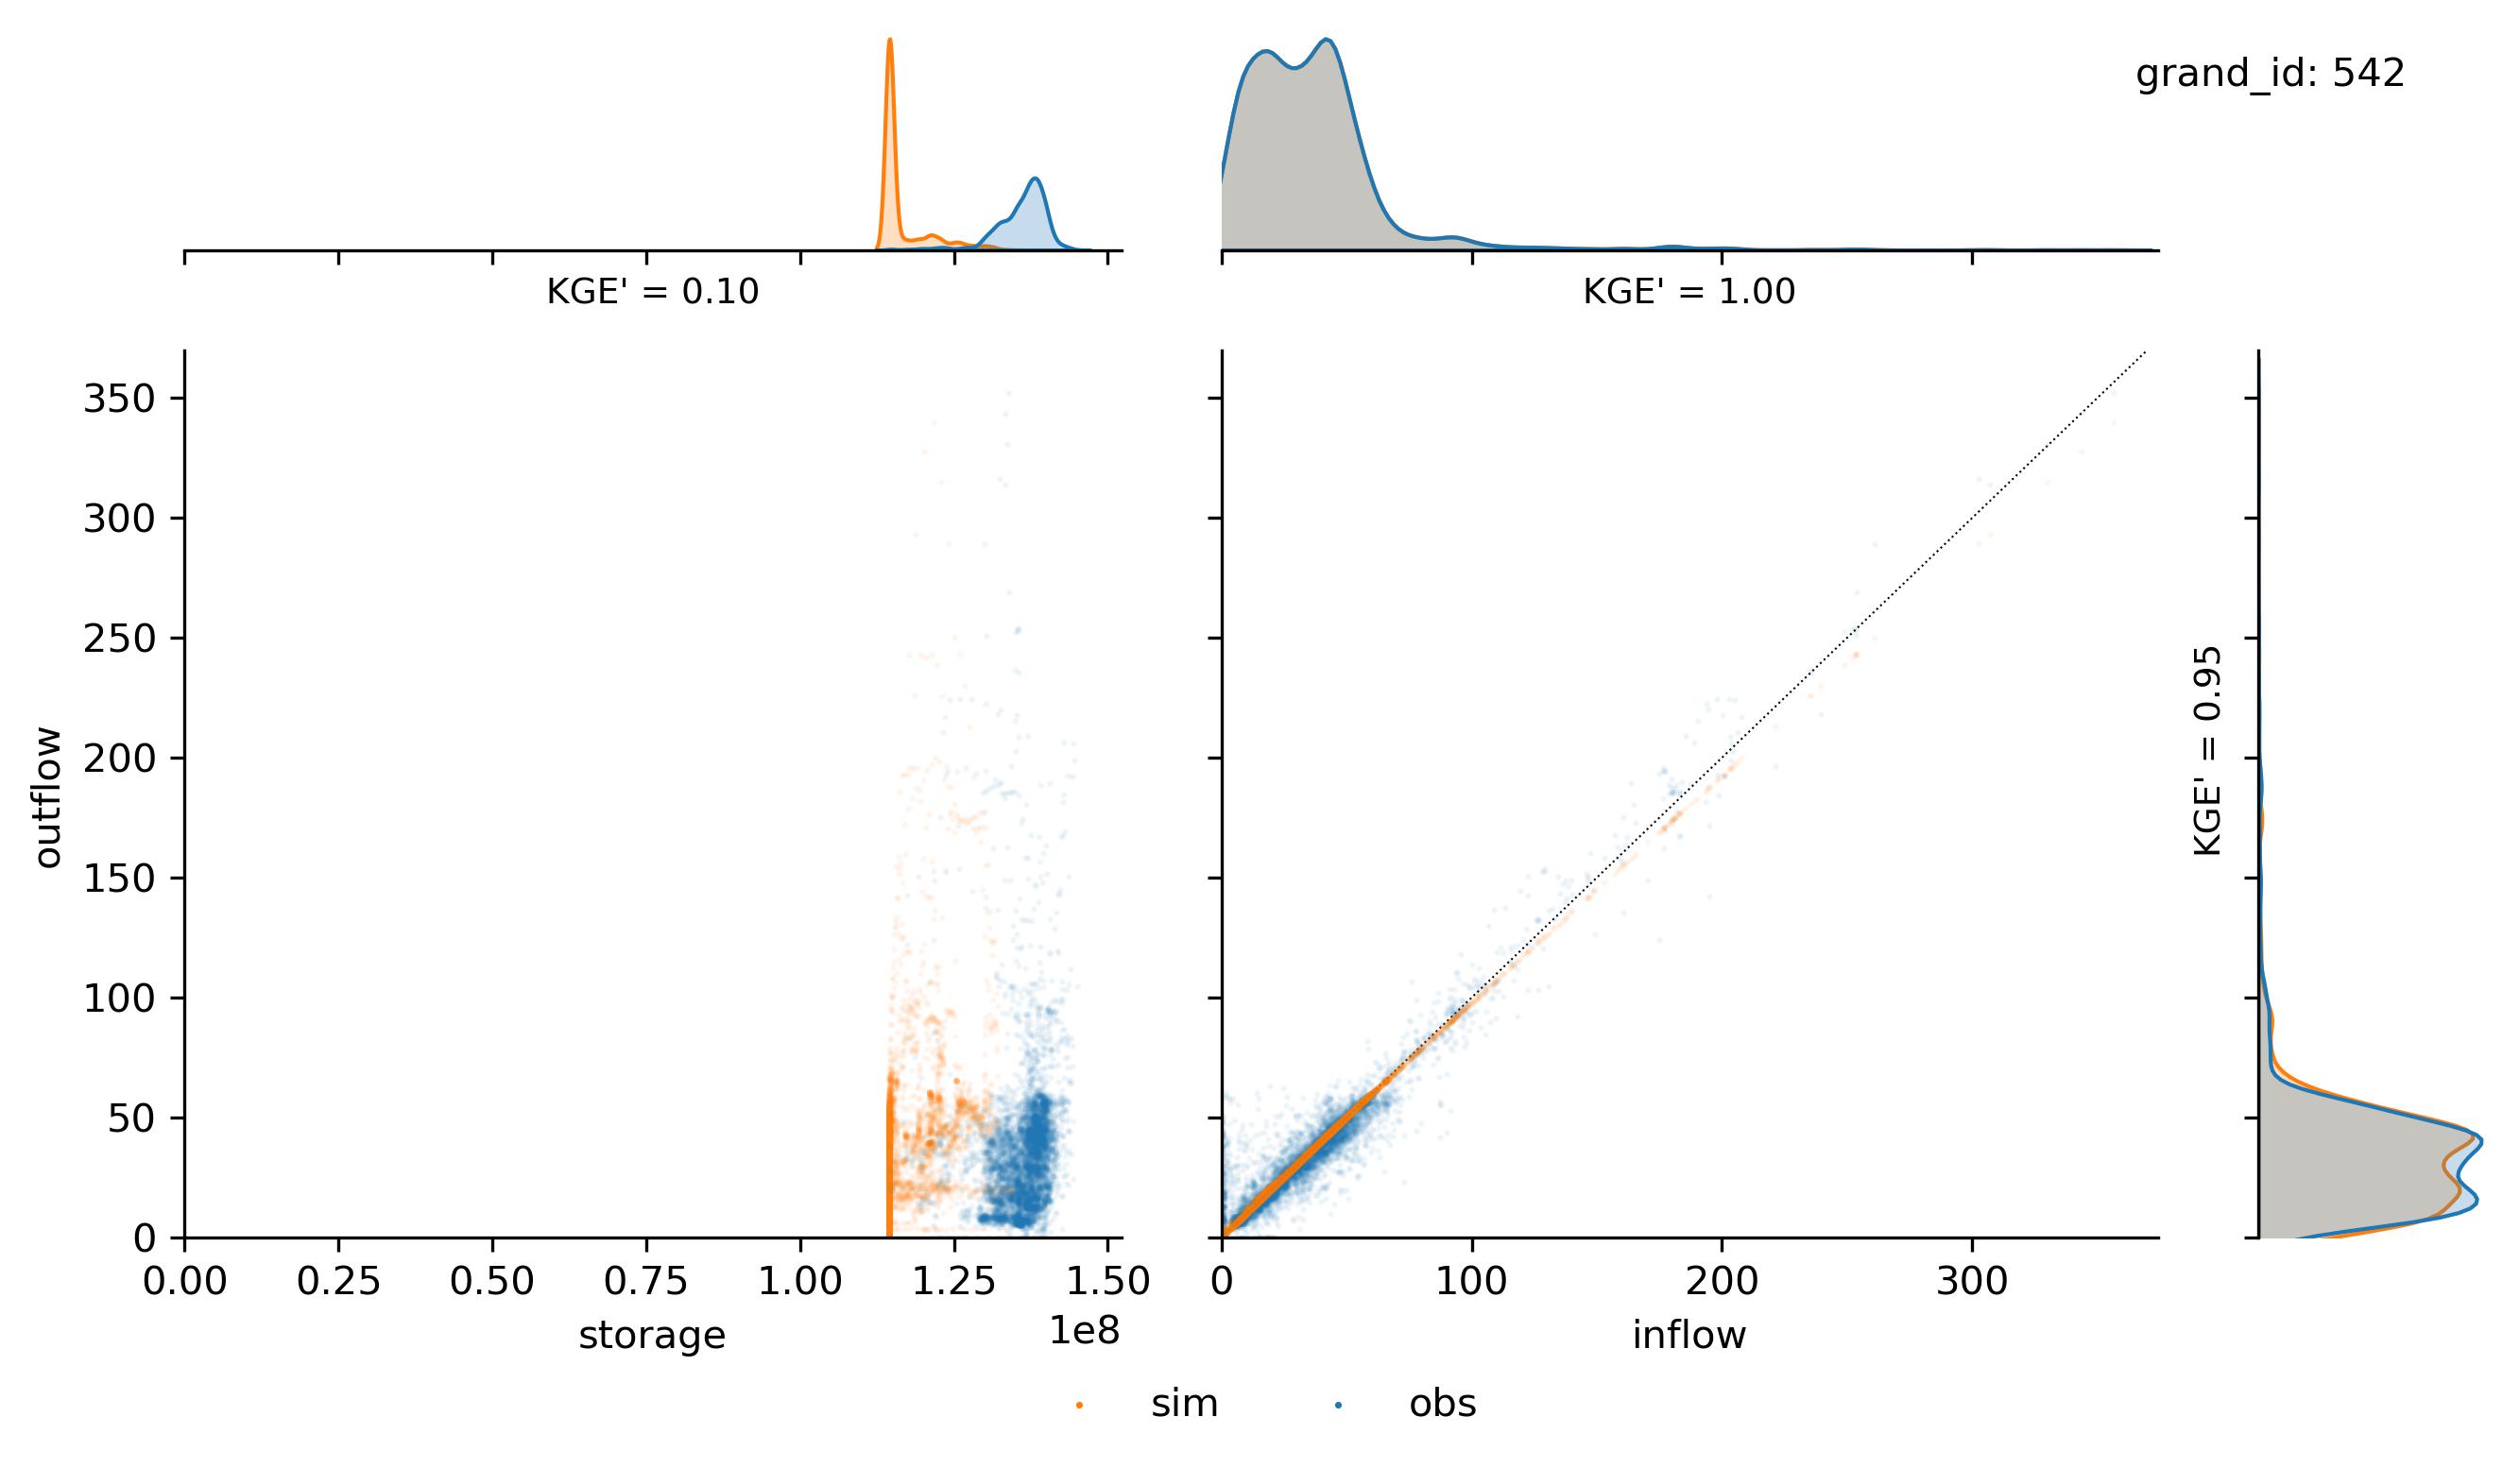 grand_id: 542
KGE' = 0.10
KGE' = 1.00
350
300
250
200
150
100
50
0
outflow
KGE' = 0.95
0.00 0.25 0.50 0.75 1.00 1.25 1.50
0 100 200 300
1e8
storage
inflow
sim obs